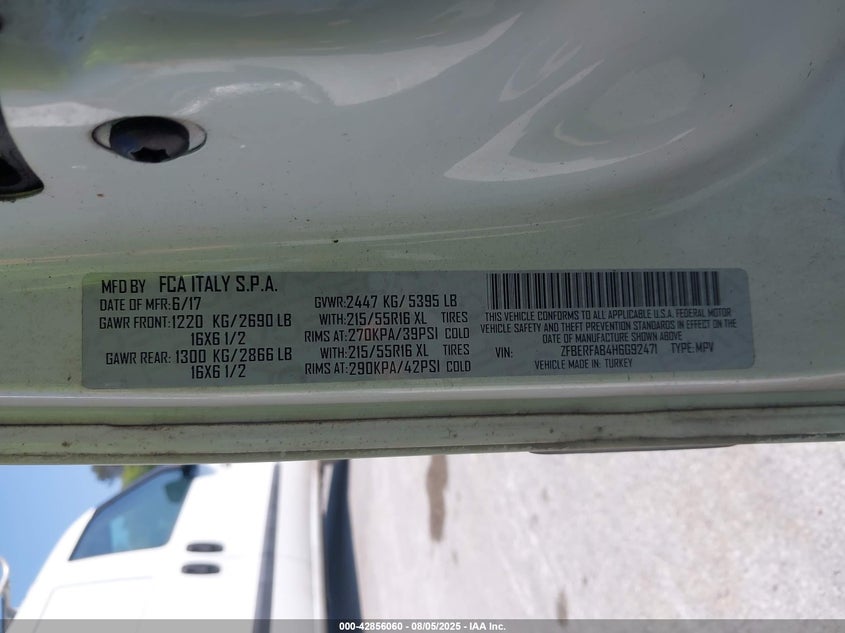 MFD BY FCA ITALY S.P.A.
DATE OF MFR: 6/17
GAWR FRONT: 1220 KG/2690 LB
16X6 1/2
GAWR REAR: 1300 KG/2866 LB
16X6 1/2
GVWR: 2447 KG/5395 LB
WITH: 215/55R16 XL TIRES
RIMS AT: 270KPA/39PSI COLD
WITH: 215/55R16 XL TIRES
RIMS AT: 290KPA/42PSI COLD
THIS VEHICLE CONFORMS TO ALL APPLICABLE U.S.A. FEDERAL MOTOR
VEHICLE SAFETY AND THEFT PREVENTION STANDARDS IN EFFECT ON THE
DATE OF MANUFACTURE SHOWN ABOVE
VIN: ZFBERFAB4H6G92471 TYPE: MPV
VEHICLE MADE IN: TURKEY
000-42856060 - 08/05/2025 - IAA Inc.